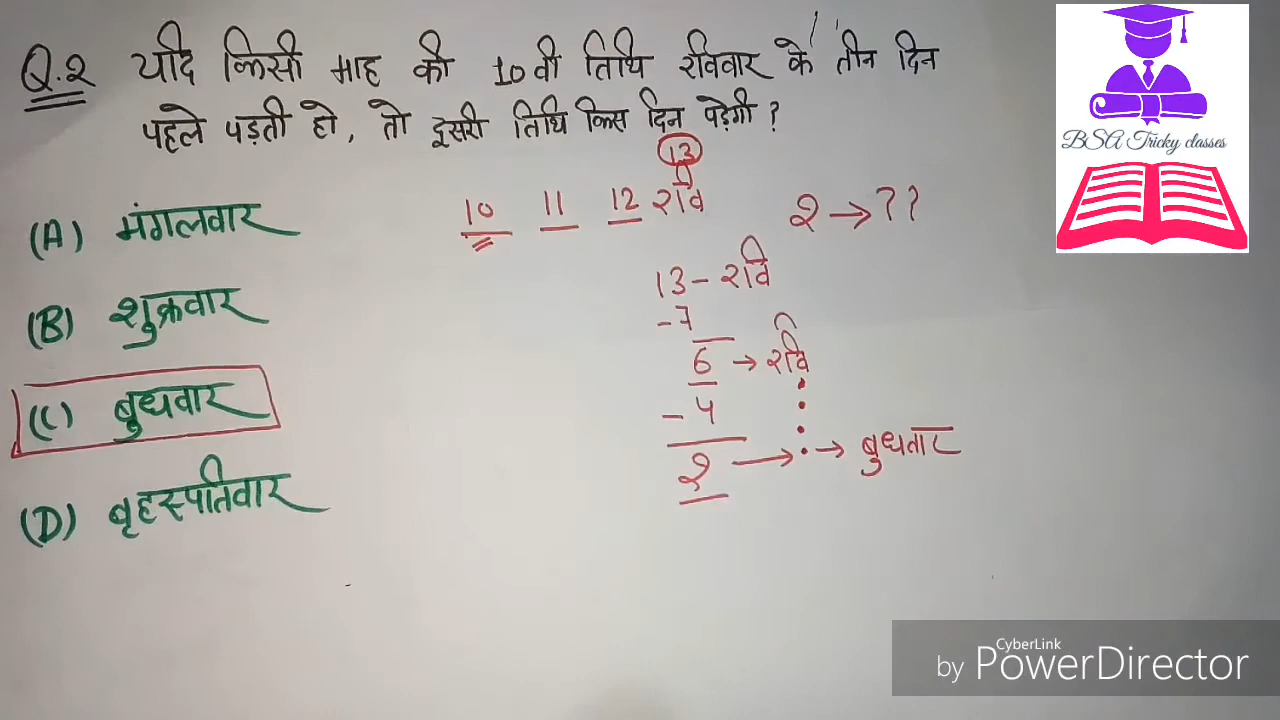 Q.2 यदि किसी माह की 10वी तिथि रविवार के तीन दिन
पहले पड़ती हो, तो दूसरी तिथि किस दिन पड़ेगी ?
BSA Tricky classes
(A) मंगलवार
(B) शुक्रवार
(C) बुधवार
(D) बृहस्पतिवार
13
10 11 12 रवि
2 → ??
13 - रवि
- 7
6 → रवि
- 4
2 → → बुधवार
CyberLink
by PowerDirector